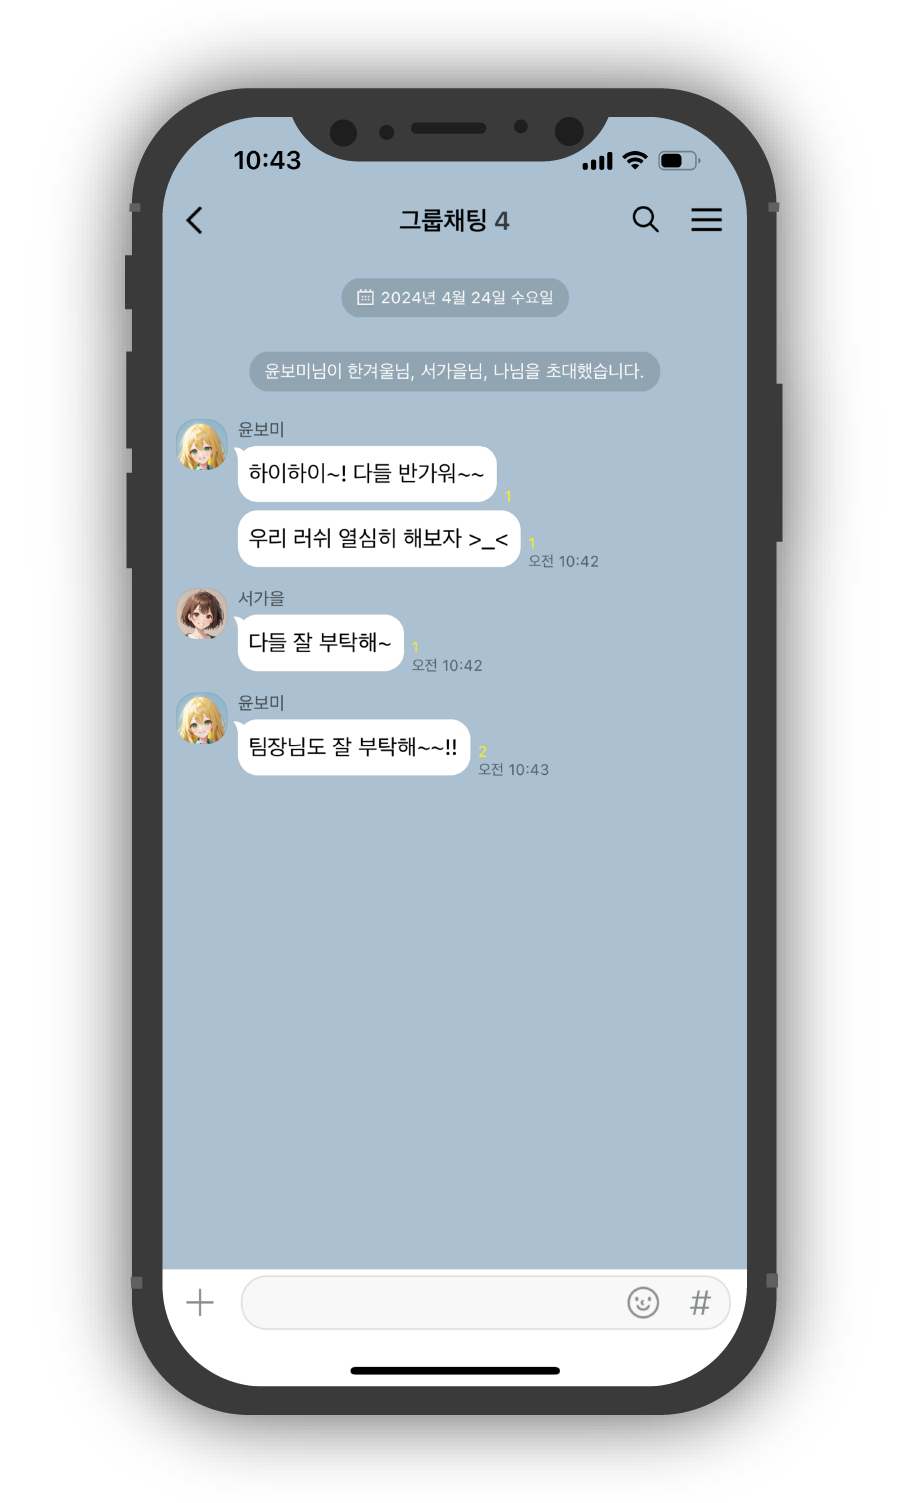 10:43
그룹채팅 4
2024년 4월 24일 수요일
윤보미님이 한겨울님, 서가을님, 나님을 초대했습니다.
윤보미
하이하이~! 다들 반가워~~
1
우리 러쉬 열심히 해보자 >_<
1
오전 10:42
서가을
다들 잘 부탁해~
1
오전 10:42
윤보미
팀장님도 잘 부탁해~~!!
2
오전 10:43
#